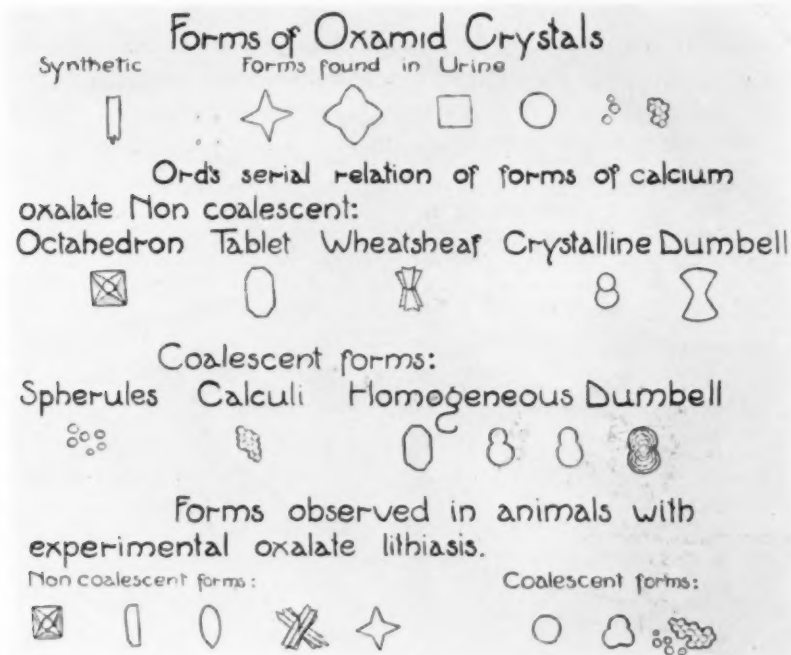 Forms of Oxamid Crystals
Synthetic Forms found in Urine
Ord's serial relation of forms of calcium
oxalate Non coalescent:
Octahedron Tablet Wheatsheaf Crystalline Dumbell
Coalescent forms:
Spherules Calculi Homogeneous Dumbell
Forms observed in animals with
experimental oxalate lithiasis.
Non coalescent forms: Coalescent forms: